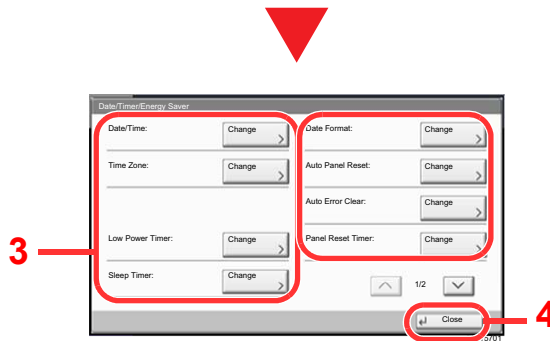 Date/Timer/Energy Saver
Date/Time: Change
Time Zone: Change
Low Power Timer: Change
Sleep Timer: Change
Date Format: Change
Auto Panel Reset: Change
Auto Error Clear: Change
Panel Reset Timer: Change
1/2
Close
3
4